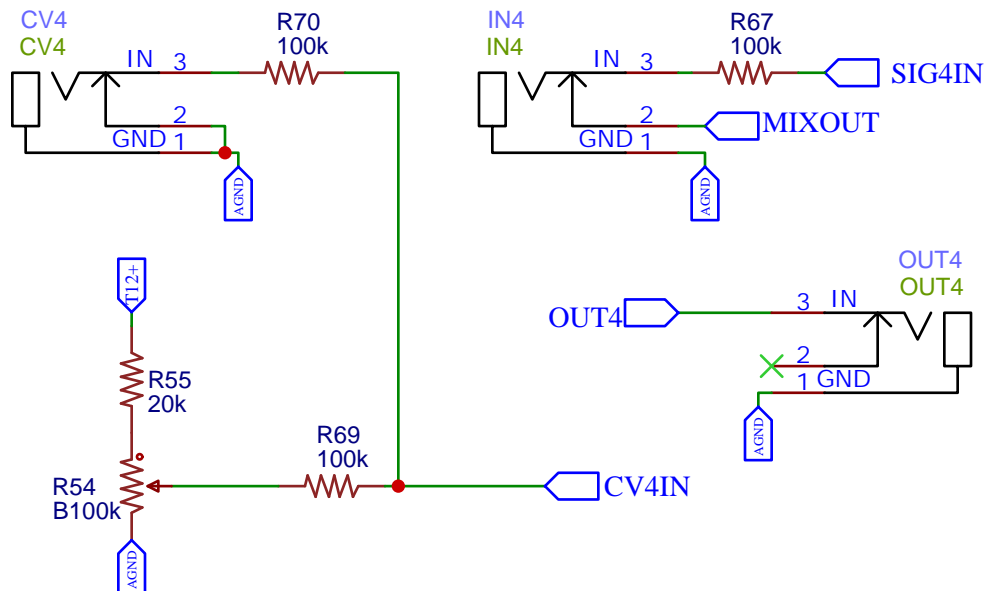 CV4
CV4
IN
3
2
GND
1
AGND
R70
100k
IN4
IN4
IN
3
2
GND
1
AGND
R67
100k
SIG4IN
MIXOUT
T12+
R55
20k
R54
B100k
AGND
R69
100k
CV4IN
OUT4
OUT4
OUT4
3
IN
2
1
GND
AGND